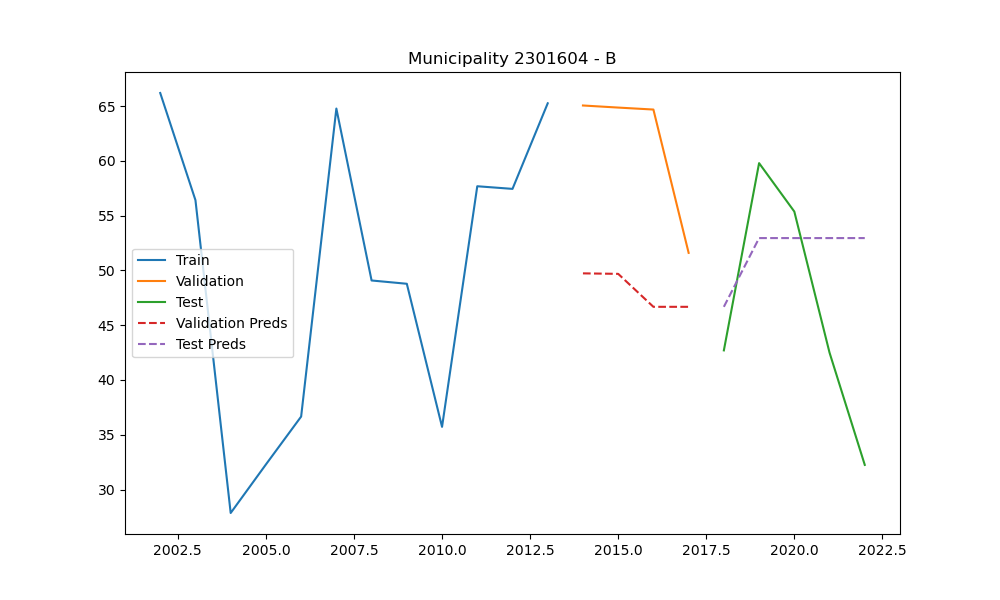 Municipality 2301604 - B
65
60
55
50
45
40
35
30
Train
Validation
Test
Validation Preds
Test Preds
2002.5 2005.0 2007.5 2010.0 2012.5 2015.0 2017.5 2020.0 2022.5